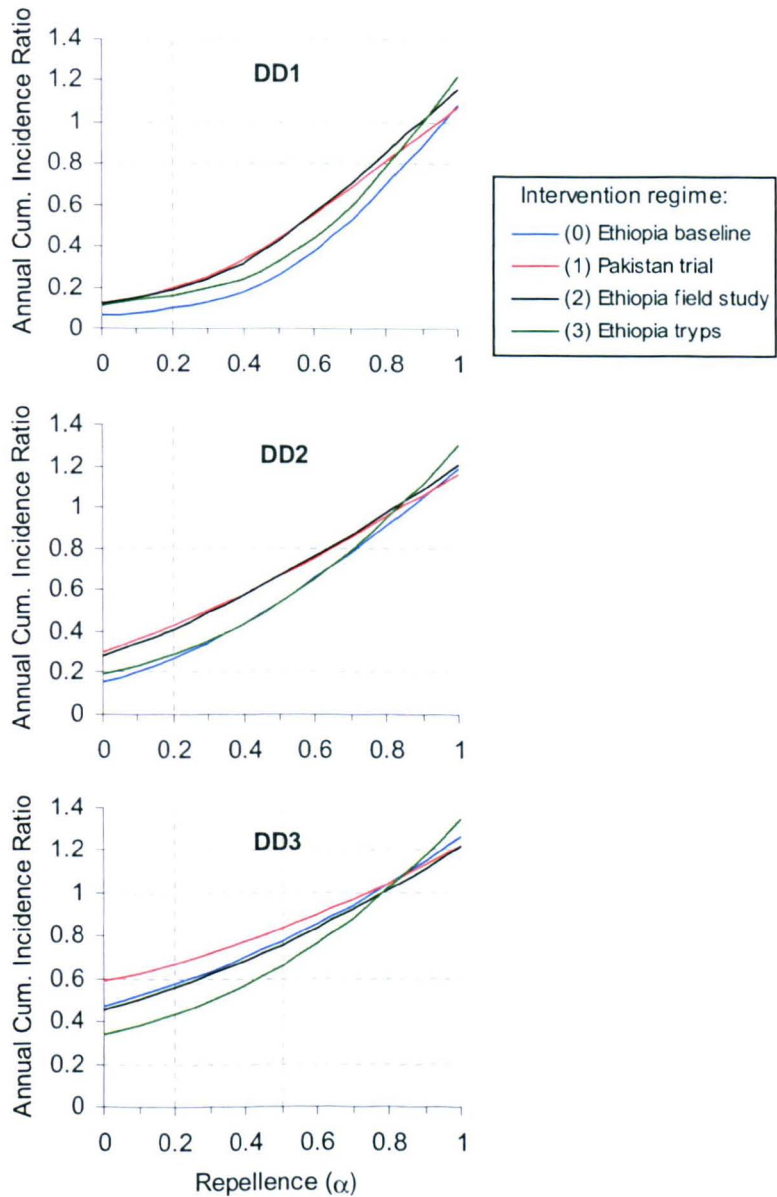 Annual Cum. Incidence Ratio
1.4
1.2
1
0.8
0.6
0.4
0.2
0
DD1
0 0.2 0.4 0.6 0.8 1
Intervention regime:
(0) Ethiopia baseline
(1) Pakistan trial
(2) Ethiopia field study
(3) Ethiopia tryps
Annual Cum. Incidence Ratio
1.4
1.2
1
0.8
0.6
0.4
0.2
0
DD2
0 0.2 0.4 0.6 0.8 1
Annual Cum. Incidence Ratio
1.4
1.2
1
0.8
0.6
0.4
0.2
0
DD3
0 0.2 0.4 0.6 0.8 1
Repellence (α)